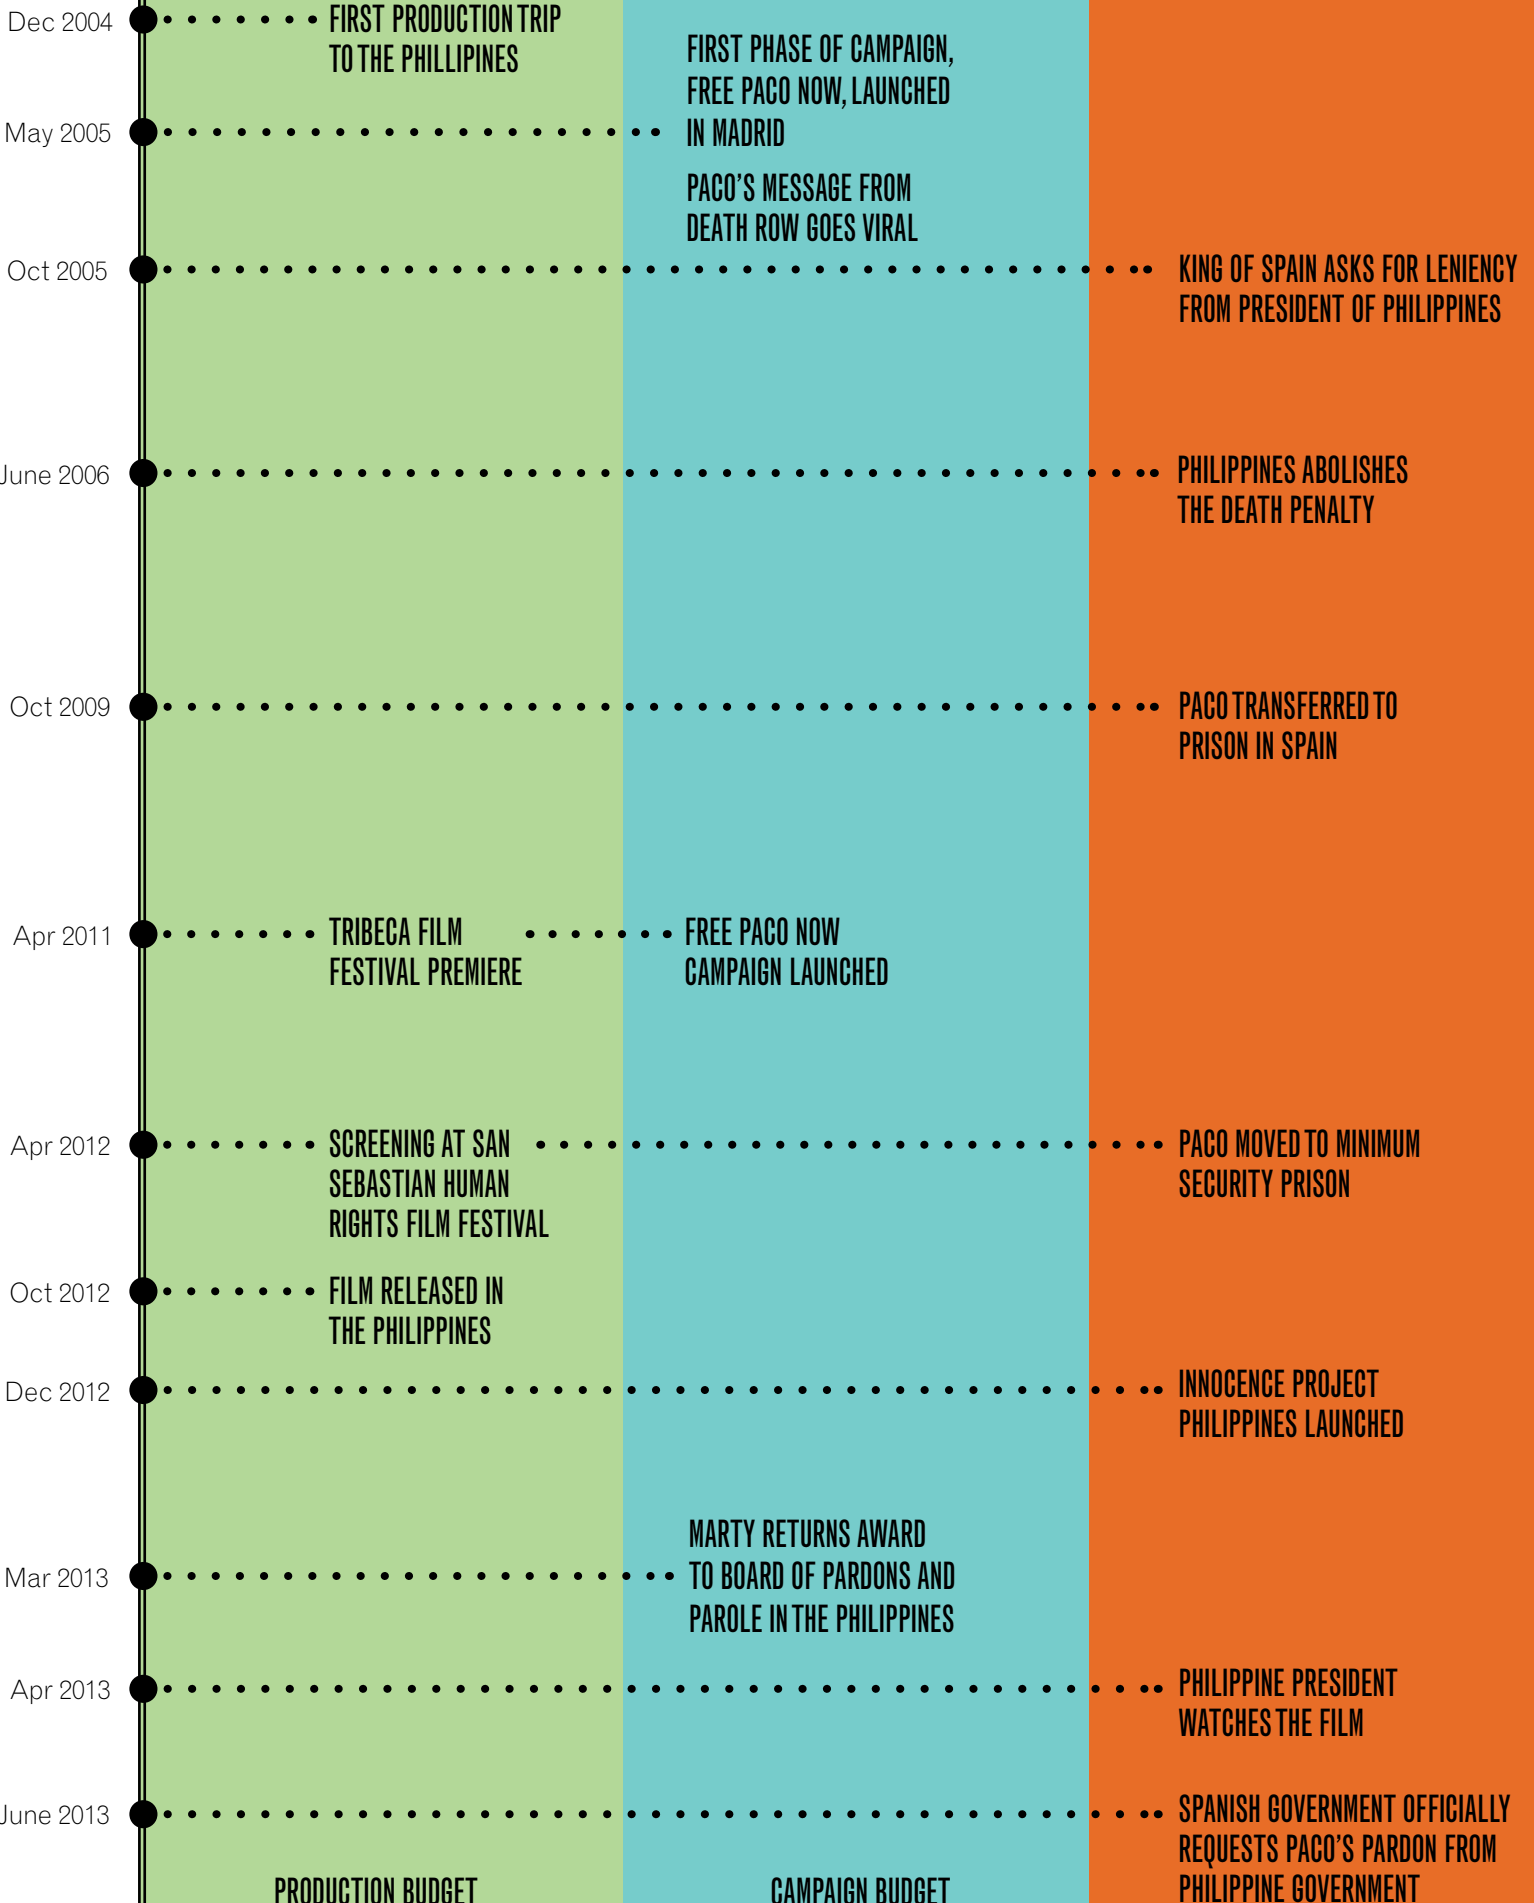 Dec 2004
FIRST PRODUCTION TRIP
TO THE PHILLIPINES
FIRST PHASE OF CAMPAIGN,
FREE PACO NOW, LAUNCHED
IN MADRID
May 2005
PACO'S MESSAGE FROM
DEATH ROW GOES VIRAL
Oct 2005
KING OF SPAIN ASKS FOR LENIENCY
FROM PRESIDENT OF PHILIPPINES
June 2006
PHILIPPINES ABOLISHES
THE DEATH PENALTY
Oct 2009
PACO TRANSFERRED TO
PRISON IN SPAIN
Apr 2011
TRIBECA FILM
FESTIVAL PREMIERE
FREE PACO NOW
CAMPAIGN LAUNCHED
Apr 2012
SCREENING AT SAN
SEBASTIAN HUMAN
RIGHTS FILM FESTIVAL
PACO MOVED TO MINIMUM
SECURITY PRISON
Oct 2012
FILM RELEASED IN
THE PHILIPPINES
Dec 2012
INNOCENCE PROJECT
PHILIPPINES LAUNCHED
Mar 2013
MARTY RETURNS AWARD
TO BOARD OF PARDONS AND
PAROLE IN THE PHILIPPINES
Apr 2013
PHILIPPINE PRESIDENT
WATCHES THE FILM
June 2013
SPANISH GOVERNMENT OFFICIALLY
REQUESTS PACO'S PARDON FROM
PHILIPPINE GOVERNMENT
PRODUCTION BUDGET
CAMPAIGN BUDGET